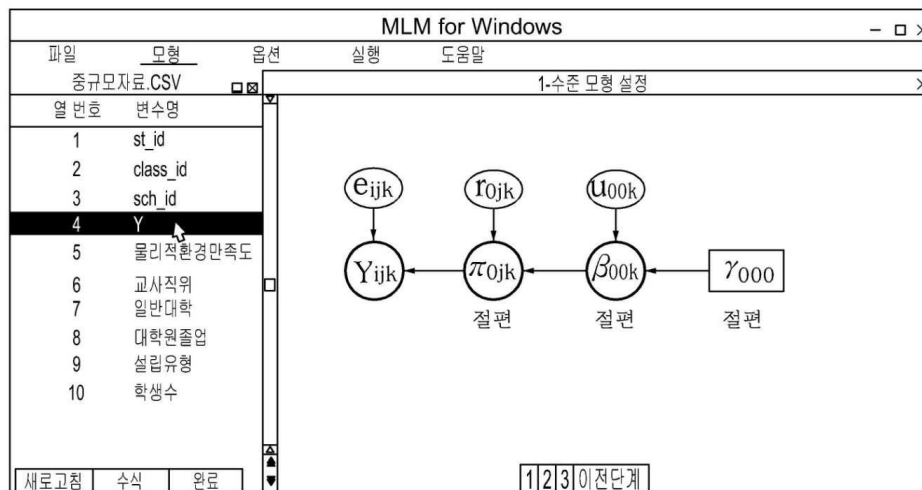 MLM for Windows
파일 모형 옵션 실행 도움말
중규모자료.CSV
1-수준 모형 설정
열 번호 변수명
1 st_id
2 class_id
3 sch_id
4 Y
5 물리적환경만족도
6 교사직위
7 일반대학
8 대학원졸업
9 설립유형
10 학생수
새로고침 수식 완료
eijk r0jk u00k
Yijk π0jk β00k γ000
절편 절편 절편
1 2 3 이전단계